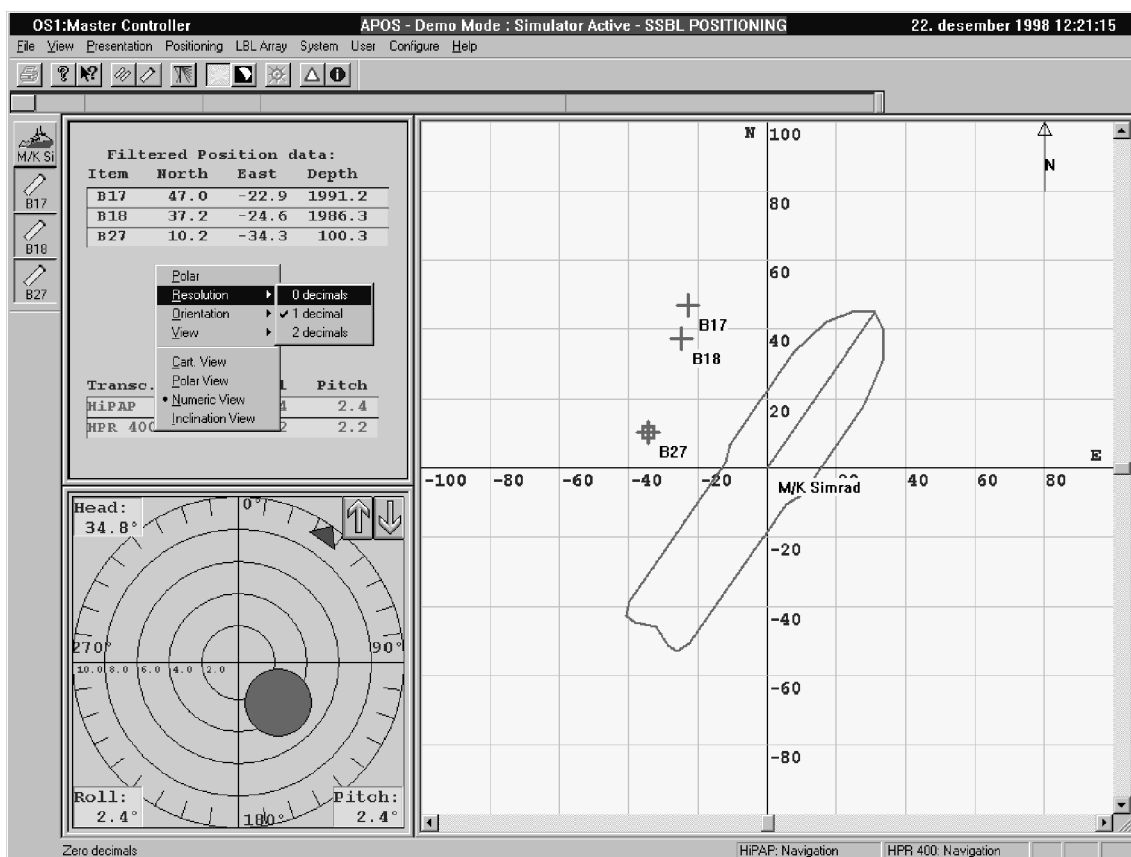 OS1:Master Controller APOS - Demo Mode : Simulator Active - SSBL POSITIONING 22. desember 1998 12:21:15
File View Presentation Positioning LBL Array System User Configure Help
M/K Si
B17
B18
B27
Filtered Position data:
Item North East Depth
B17 47.0 -22.9 1991.2
B18 37.2 -24.6 1986.3
B27 10.2 -34.3 100.3
Polar
Resolution
Orientation
View
Cart. View
Polar View
Numeric View
Inclination View
0 decimals
1 decimal
2 decimals
Transc. Pitch
HiPAP 4 2.4
HPR 400 2 2.2
Head:
34.8°
0°
90°
180°
270°
10.0 8.0 6.0 4.0 2.0
Roll:
2.4°
Pitch:
2.4°
N 100
N
80
60
B17
40
B18
20
B27
E
-100 -80 -60 -40 -20 20 40 60 80
M/K Simrad
-20
-40
-60
-80
Zero decimals HiPAP: Navigation HPR 400: Navigation